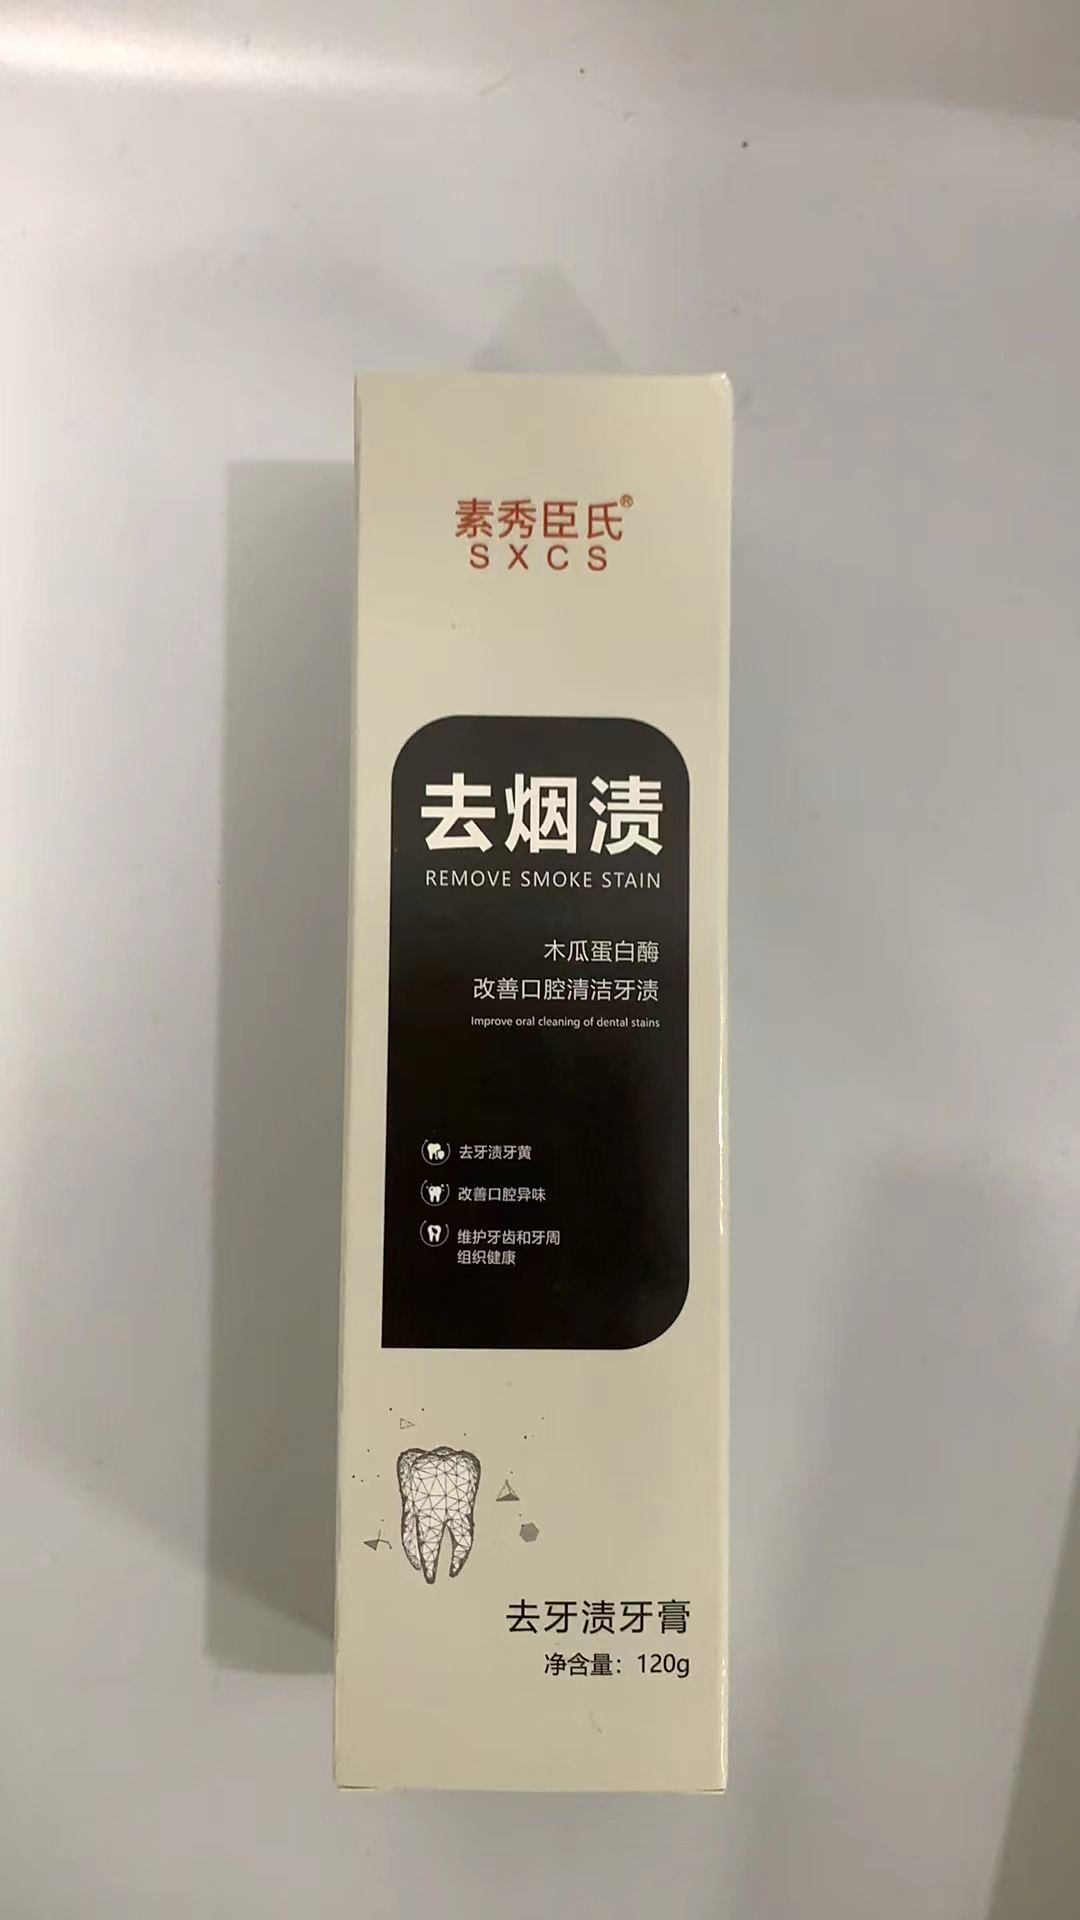 素秀臣氏®
SXCS
去烟渍
REMOVE SMOKE STAIN
木瓜蛋白酶
改善口腔清洁牙渍
Improve oral cleaning of dental stains
去牙渍牙黄
改善口腔异味
维护牙齿和牙周
组织健康
去牙渍牙膏
净含量：120g